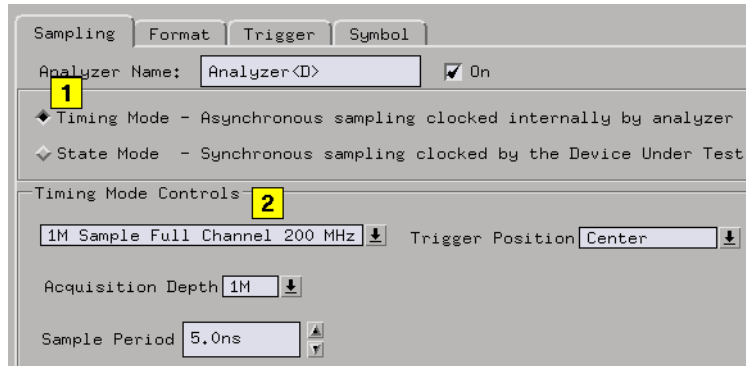 Sampling Format Trigger Symbol
Analyzer Name: Analyzer<D> On
1
Timing Mode - Asynchronous sampling clocked internally by analyzer
State Mode - Synchronous sampling clocked by the Device Under Test
Timing Mode Controls 2
1M Sample Full Channel 200 MHz Trigger Position Center
Acquisition Depth 1M
Sample Period 5.0ns